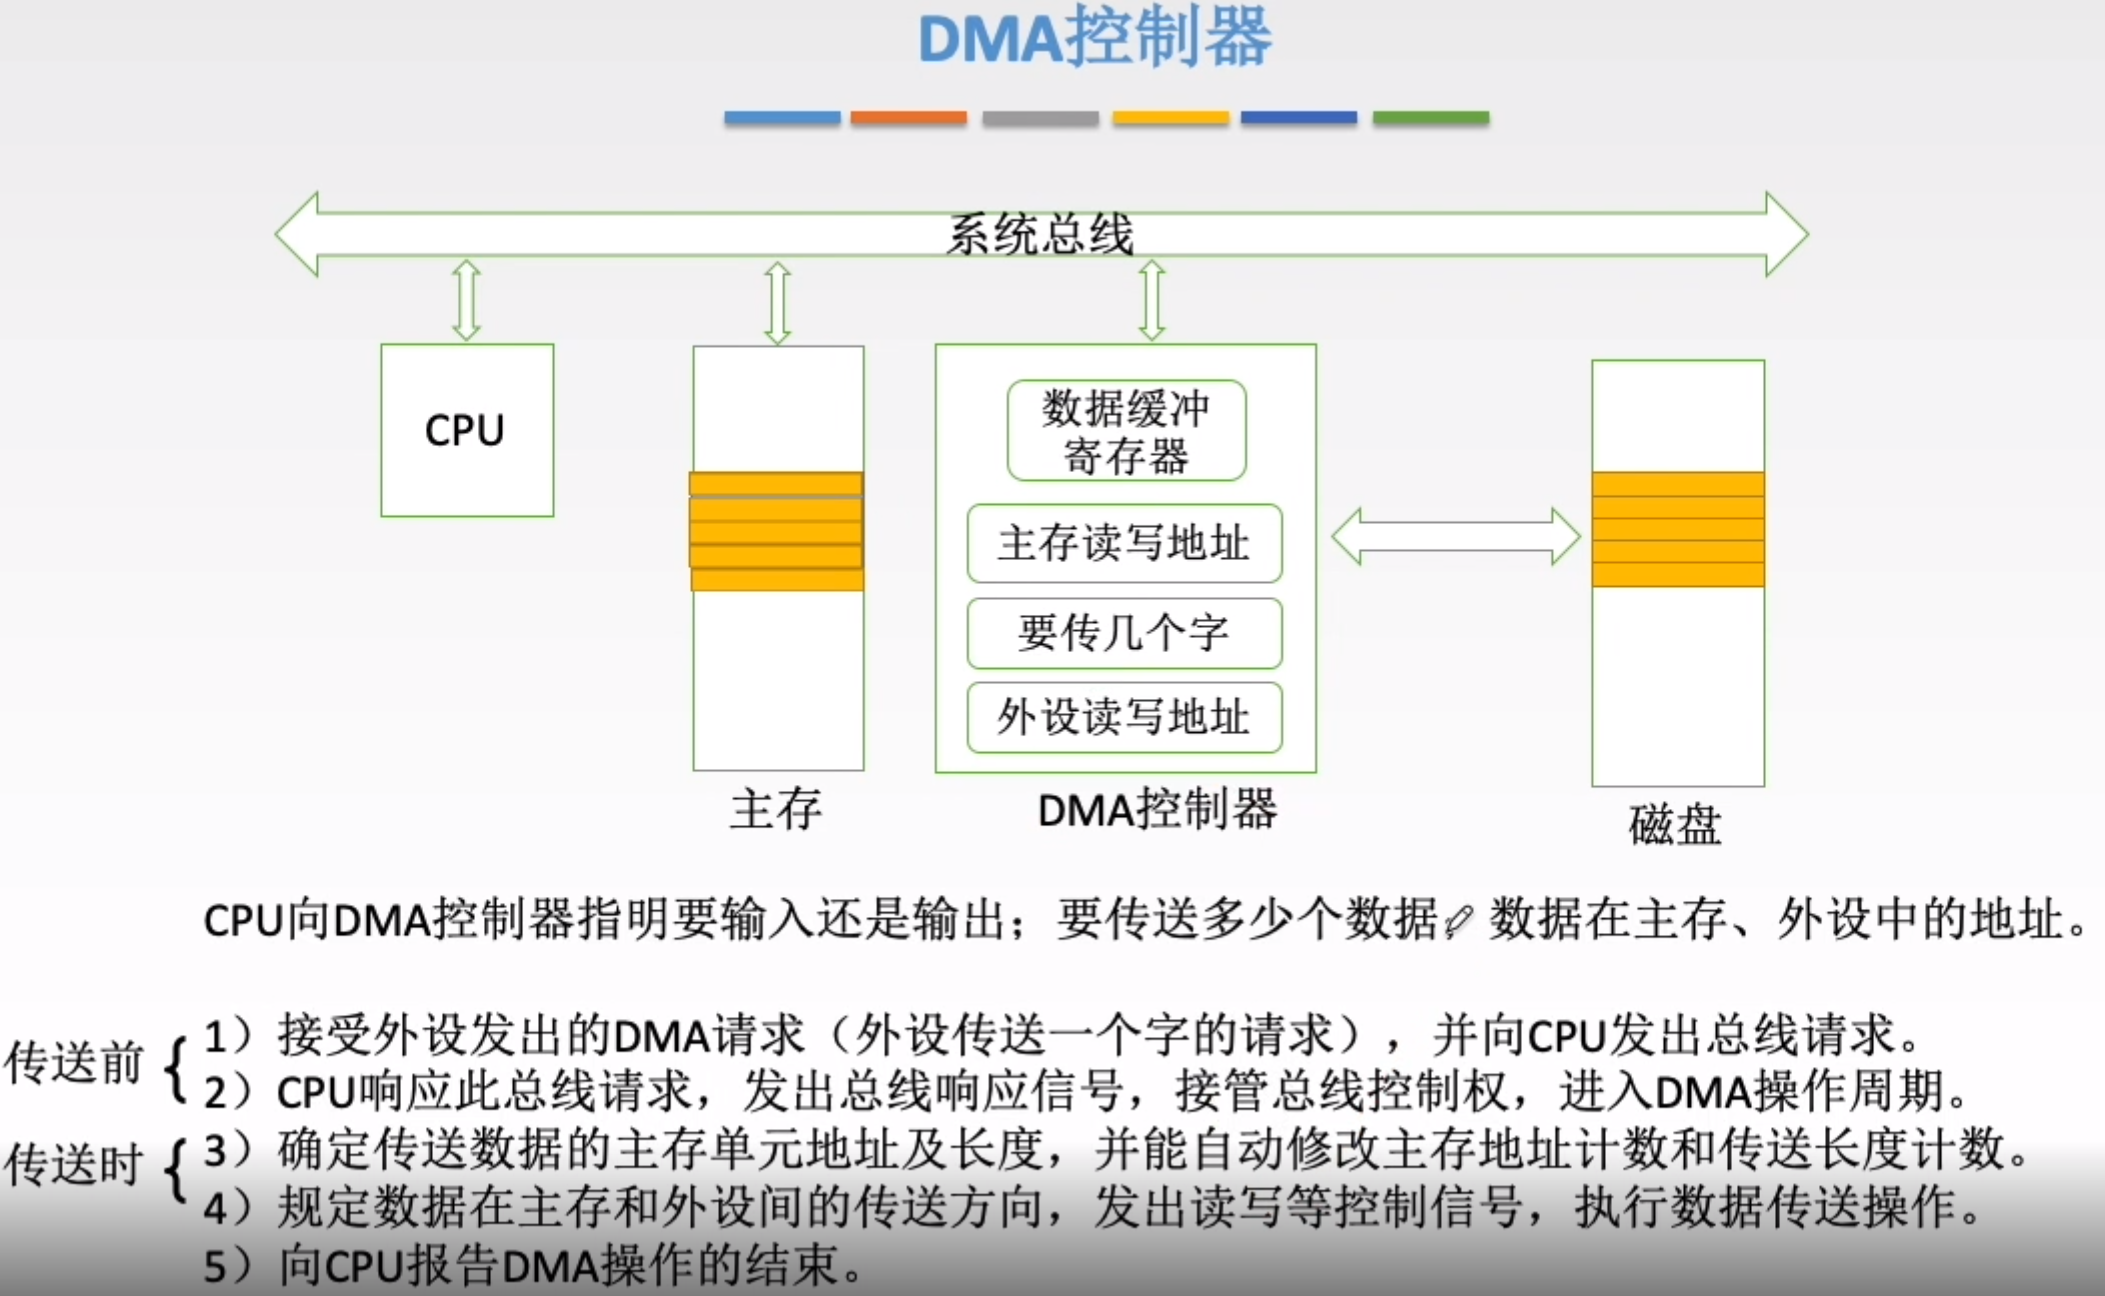 DMA控制器
系统总线
CPU
数据缓冲
寄存器
主存读写地址
要传几个字
外设读写地址
主存
DMA控制器
磁盘
CPU向DMA控制器指明要输入还是输出；要传送多少个数据；数据在主存、外设中的地址。
传送前
1）接受外设发出的DMA请求（外设传送一个字的请求），并向CPU发出总线请求。
2）CPU响应此总线请求，发出总线响应信号，接管总线控制权，进入DMA操作周期。
传送时
3）确定传送数据的主存单元地址及长度，并能自动修改主存地址计数和传送长度计数。
4）规定数据在主存和外设间的传送方向，发出读写等控制信号，执行数据传送操作。
5）向CPU报告DMA操作的结束。